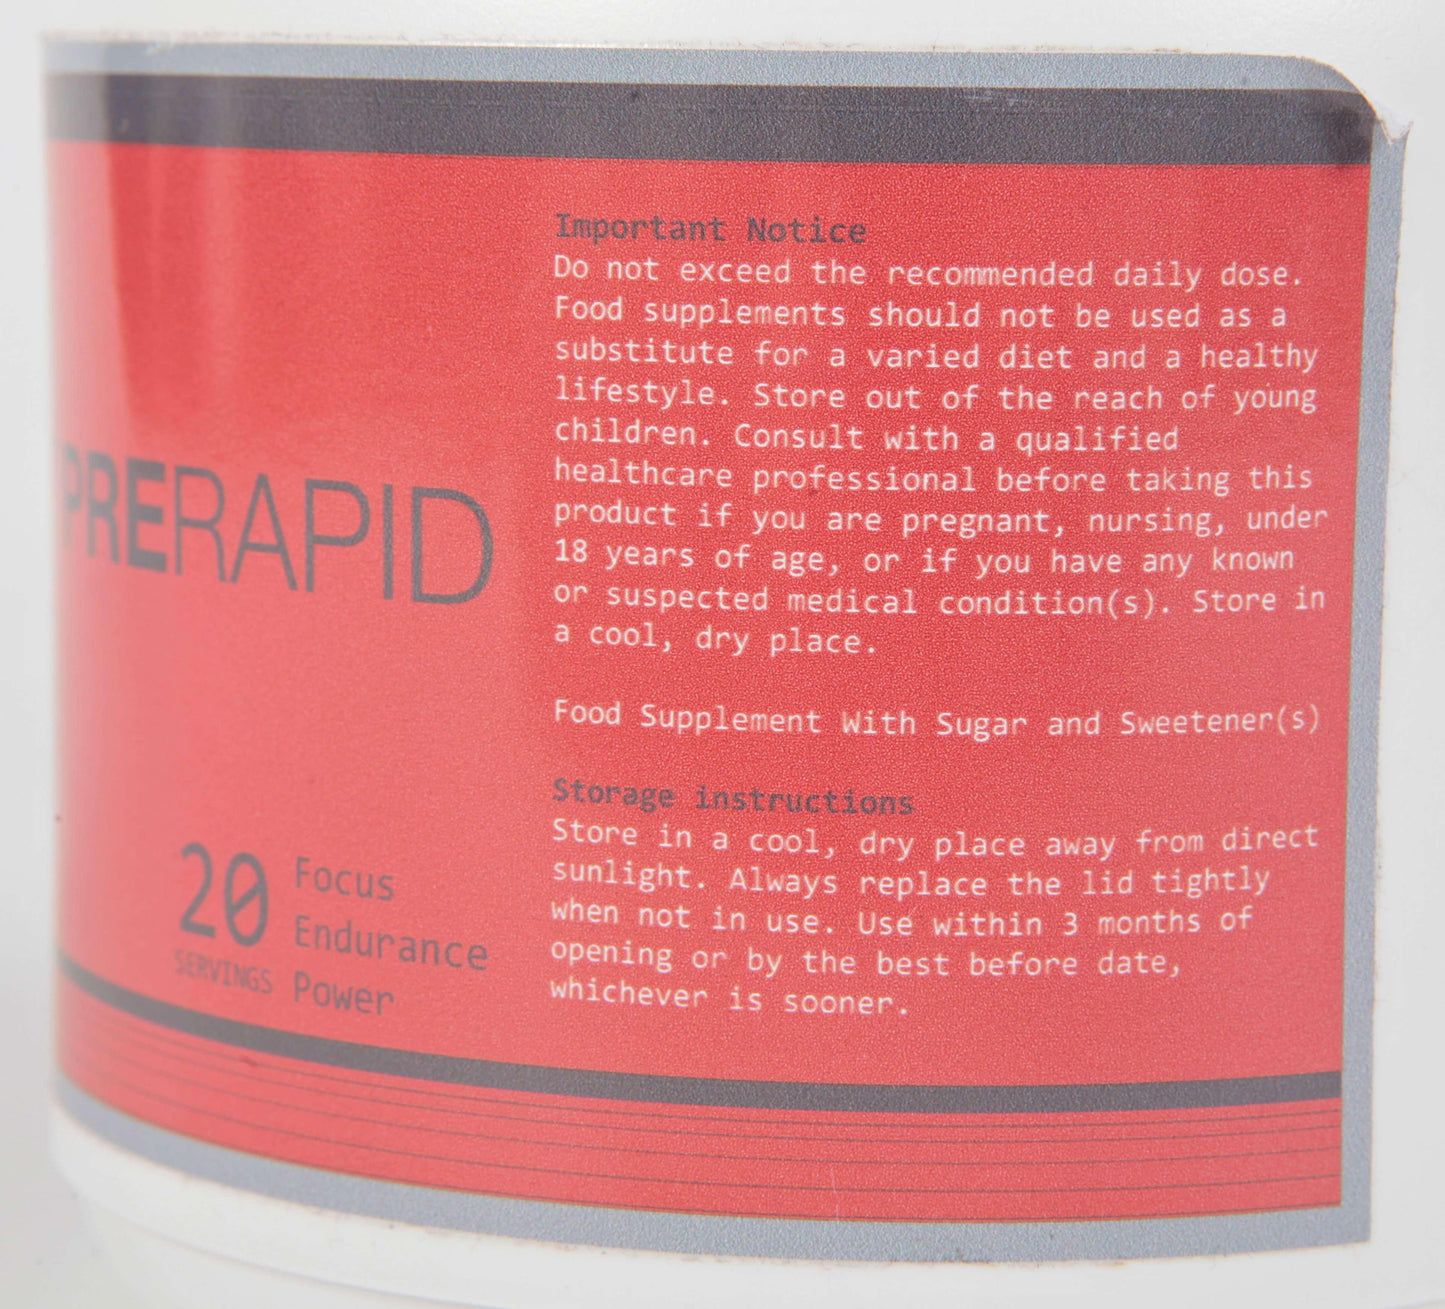 PRERAPID
20
SERVINGS
Focus
Endurance
Power
Important Notice
Do not exceed the recommended daily dose.
Food supplements should not be used as a
substitute for a varied diet and a healthy
lifestyle. Store out of the reach of young
children. Consult with a qualified
healthcare professional before taking this
product if you are pregnant, nursing, under
18 years of age, or if you have any known
or suspected medical condition(s). Store in
a cool, dry place.
Food Supplement With Sugar and Sweetener(s)
Storage instructions
Store in a cool, dry place away from direct
sunlight. Always replace the lid tightly
when not in use. Use within 3 months of
opening or by the best before date,
whichever is sooner.